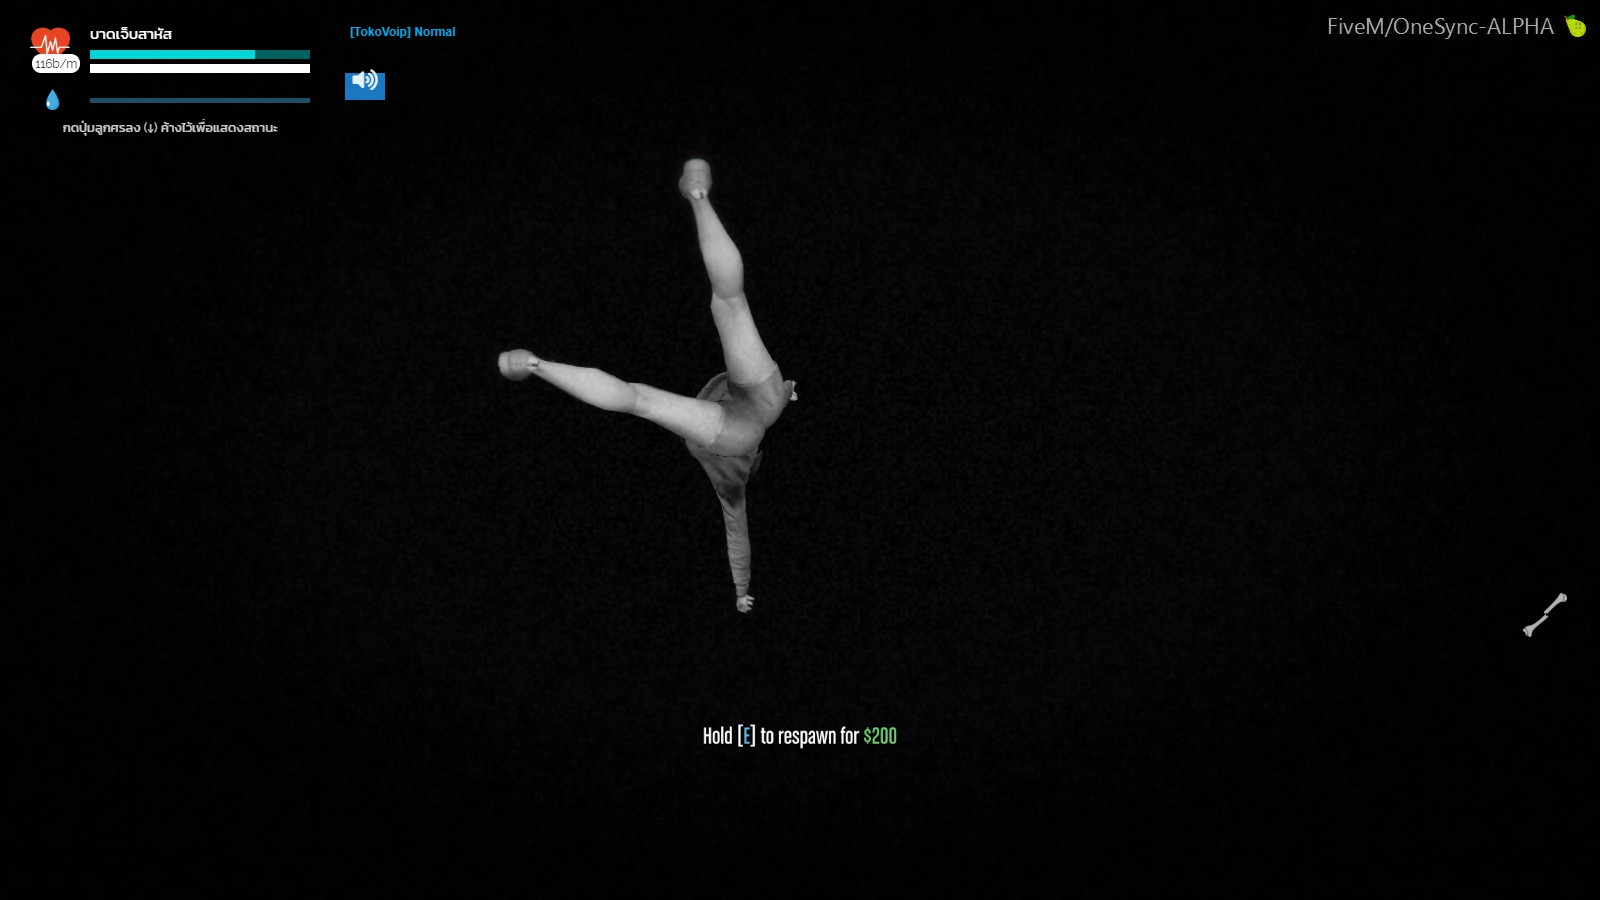 บาดเจ็บสาหัส
116b/m
กดปุ่มลูกศรลง (↓) ค้างไว้เพื่อแสดงสถานะ
[TokoVoip] Normal
FiveM/OneSync-ALPHA
Hold [E] to respawn for $200